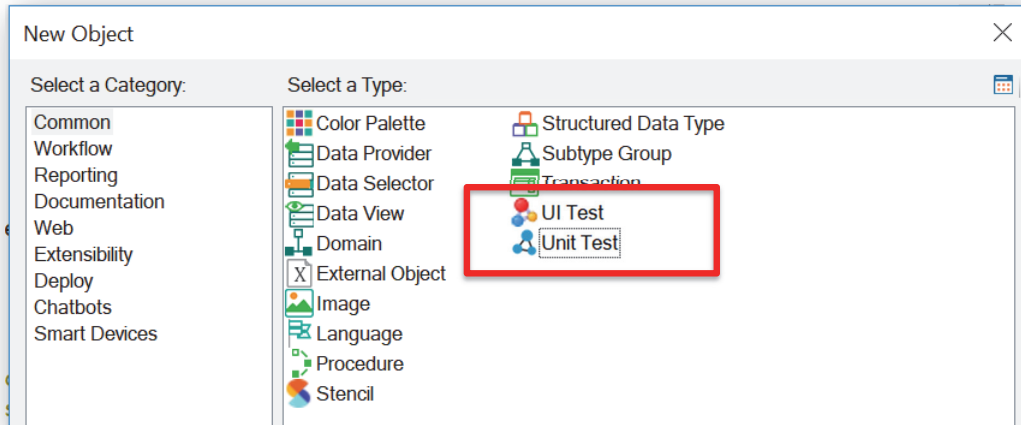 New Object
Select a Category:
Common
Workflow
Reporting
Documentation
Web
Extensibility
Deploy
Chatbots
Smart Devices
Select a Type:
Color Palette
Data Provider
Data Selector
Data View
Domain
External Object
Image
Language
Procedure
Stencil
Structured Data Type
Subtype Group
Transaction
UI Test
Unit Test